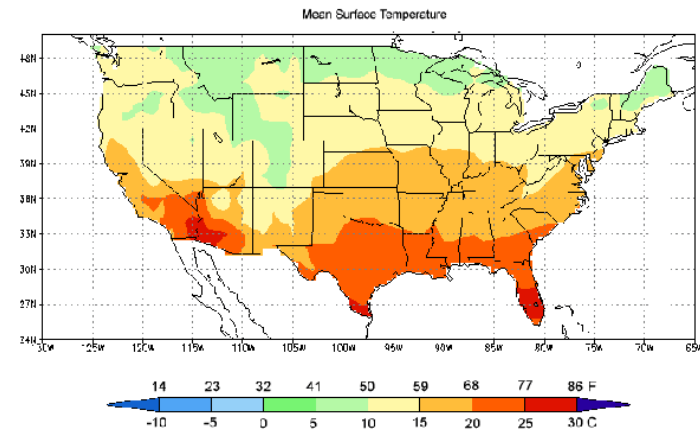 Mean Surface Temperature
48N
45N
42N
39N
36N
33N
30N
27N
24N
130W 125W 120W 115W 110W 105W 100W 95W 90W 85W 80W 75W 70W 65W
14 23 32 41 50 59 68 77 86 F
-10 -5 0 5 10 15 20 25 30 C